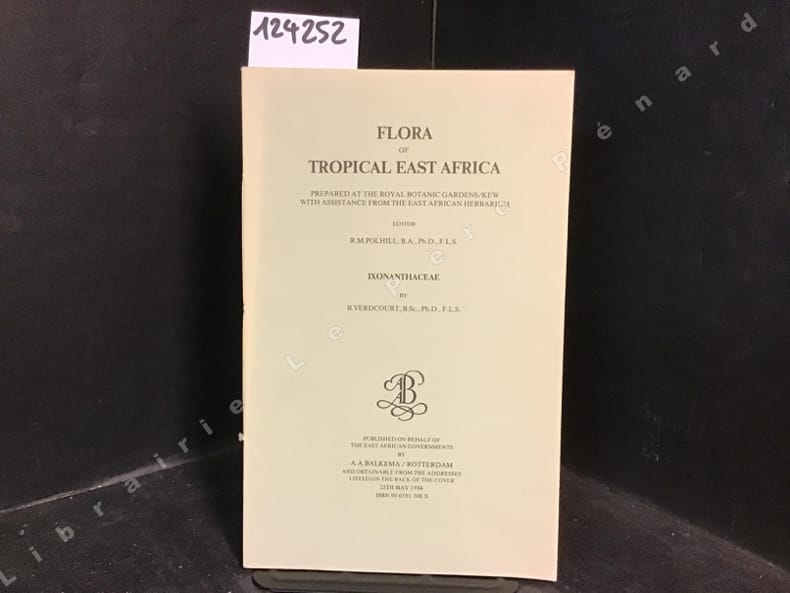 124252
FLORA
OF
TROPICAL EAST AFRICA
PREPARED AT THE ROYAL BOTANIC GARDENS/KEW
WITH ASSISTANCE FROM THE EAST AFRICAN HERBARIUM
EDITOR
R.M.POLHILL, B.A., Ph.D., F.L.S.
IXONANTHACEAE
BY
B.VERDCOURT, B.Sc., Ph.D., F.L.S.
AAB
PUBLISHED ON BEHALF OF
THE EAST AFRICAN GOVERNMENTS
BY
A.A.BALKEMA / ROTTERDAM
AND OBTAINABLE FROM THE ADDRESSES
LISTED ON THE BACK OF THE COVER
25TH MAY 1984
ISBN 90 6191 308 X
Librairie Le Père Pénard